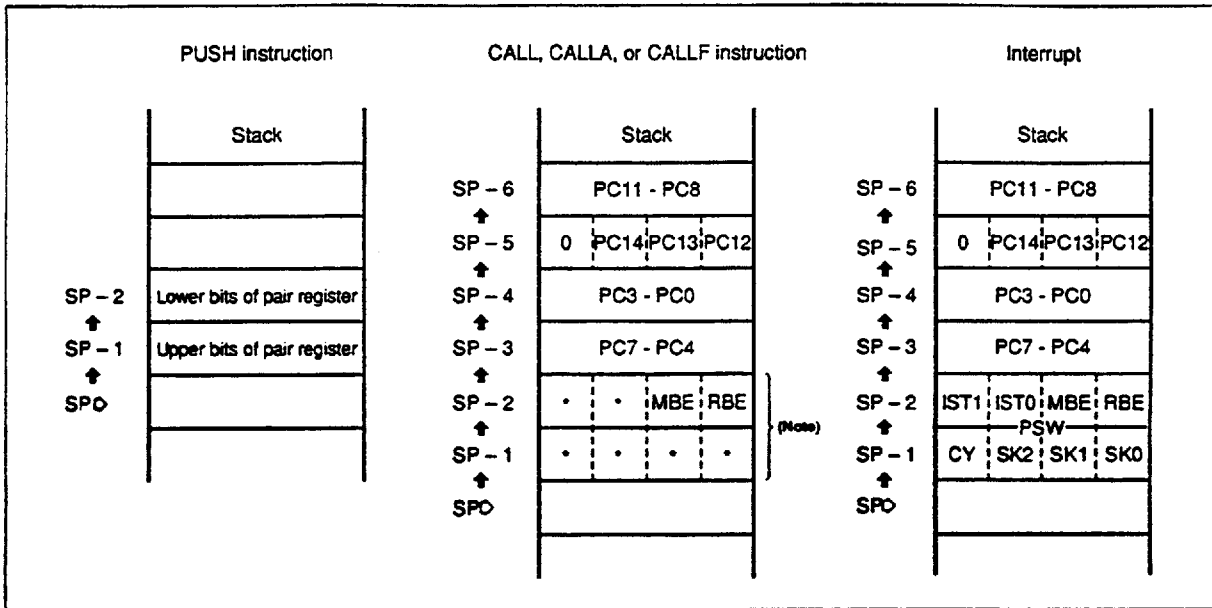 PUSH instruction
Stack
SP – 2 Lower bits of pair register
SP – 1 Upper bits of pair register
SP
CALL, CALLA, or CALLF instruction
Stack
SP – 6 PC11 - PC8
SP – 5 0 PC14 PC13 PC12
SP – 4 PC3 - PC0
SP – 3 PC7 - PC4
SP – 2 * * MBE RBE
(Note)
SP – 1 * * * *
SP
Interrupt
Stack
SP – 6 PC11 - PC8
SP – 5 0 PC14 PC13 PC12
SP – 4 PC3 - PC0
SP – 3 PC7 - PC4
SP – 2 IST1 IST0 MBE RBE
PSW
SP – 1 CY SK2 SK1 SK0
SP